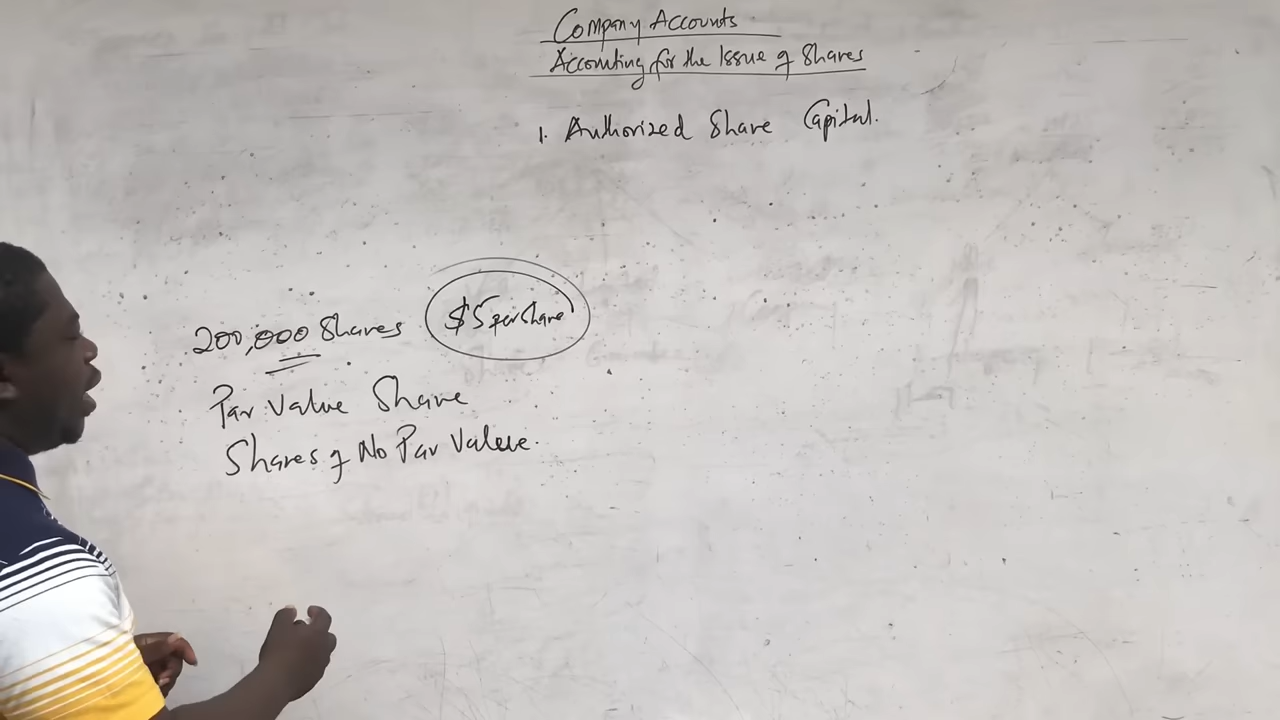 Company Accounts
Accounting for the Issue of Shares
1. Authorized Share Capital.
200,000 Shares $5 per share
Par Value Share
Shares of No Par Value.